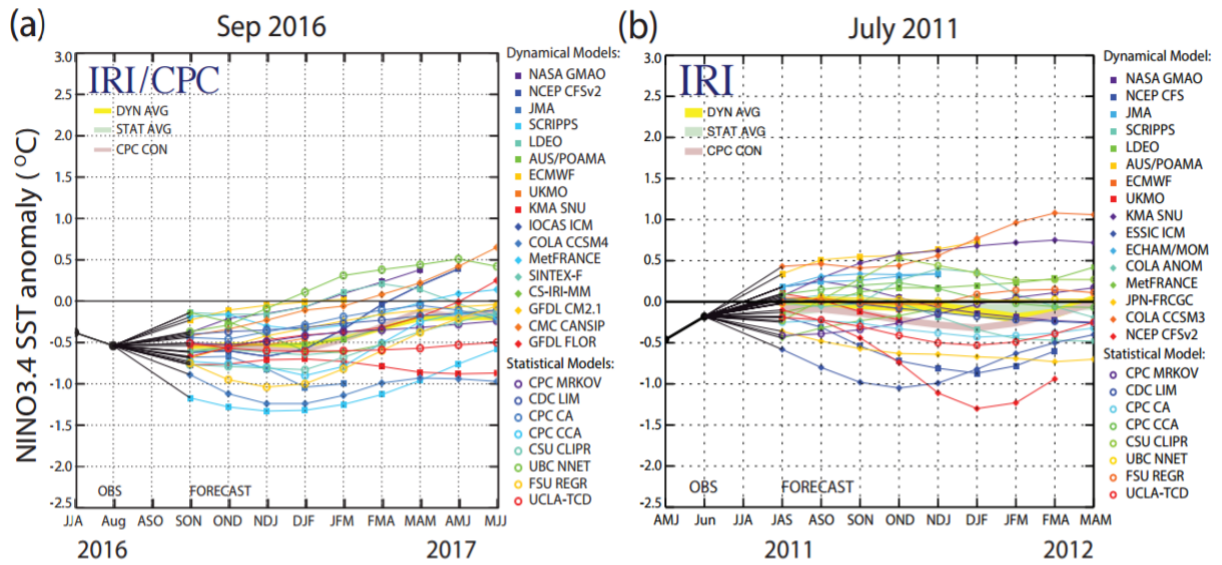 (a)
Sep 2016
(b)
July 2011
NINO3.4 SST anomaly (°C)
IRI/CPC
DYN AVG
STAT AVG
CPC CON
3.0
2.5
2.0
1.5
1.0
0.5
0.0
-0.5
-1.0
-1.5
-2.0
-2.5
OBS
FORECAST
JJA Aug ASO SON OND NDJ DJF JFM FMA MAM AMJ MJJ
2016
2017
Dynamical Models:
NASA GMAO
NCEP CFSv2
JMA
SCRIPPS
LDEO
AUS/POAMA
ECMWF
UKMO
KMA SNU
IOCAS ICM
COLA CCSM4
MetFRANCE
SINTEX-F
CS-IRI-MM
GFDL CM2.1
CMC CANSIP
GFDL FLOR
Statistical Models:
CPC MRKOV
CDC LIM
CPC CA
CPC CCA
CSU CLIPR
UBC NNET
FSU REGR
UCLA-TCD
IRI
DYN AVG
STAT AVG
CPC CON
3.0
2.5
2.0
1.5
1.0
0.5
0.0
-0.5
-1.0
-1.5
-2.0
-2.5
OBS
FORECAST
AMJ Jun JJA JAS ASO SON OND NDJ DJF JFM FMA MAM
2011
2012
Dynamical Model:
NASA GMAO
NCEP CFS
JMA
SCRIPPS
LDEO
AUS/POAMA
ECMWF
UKMO
KMA SNU
ESSIC ICM
ECHAM/MOM
COLA ANOM
MetFRANCE
JPN-FRCGC
COLA CCSM3
NCEP CFSv2
Statistical Model:
CPC MRKOV
CDC LIM
CPC CA
CPC CCA
CSU CLIPR
UBC NNET
FSU REGR
UCLA-TCD